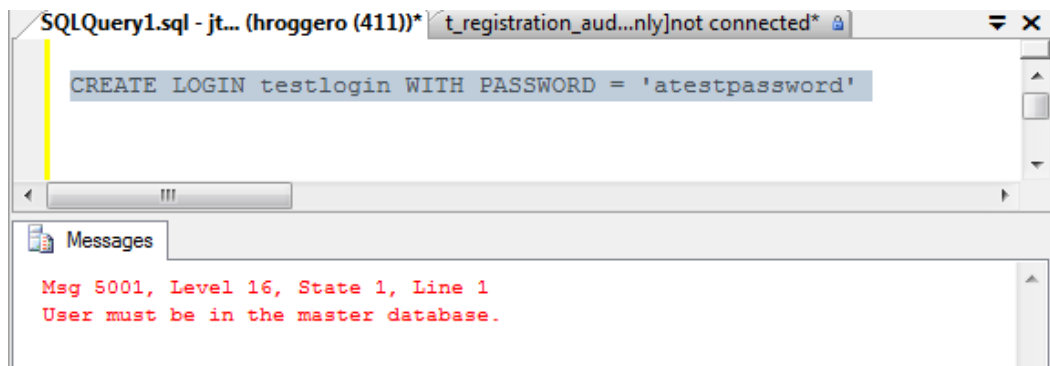 SQLQuery1.sql - jt... (hroggero (411))* t_registration_aud...nly]not connected*
CREATE LOGIN testlogin WITH PASSWORD = 'atestpassword'
Messages
Msg 5001, Level 16, State 1, Line 1
User must be in the master database.